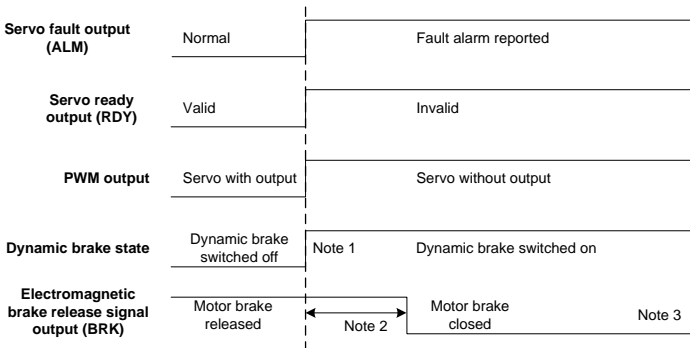 Servo fault output
(ALM)
Normal
Fault alarm reported
Servo ready
output (RDY)
Valid
Invalid
PWM output
Servo with output
Servo without output
Dynamic brake state
Dynamic brake
switched off
Note 1
Dynamic brake switched on
Electromagnetic
brake release signal
output (BRK)
Motor brake
released
Note 2
Motor brake
closed
Note 3